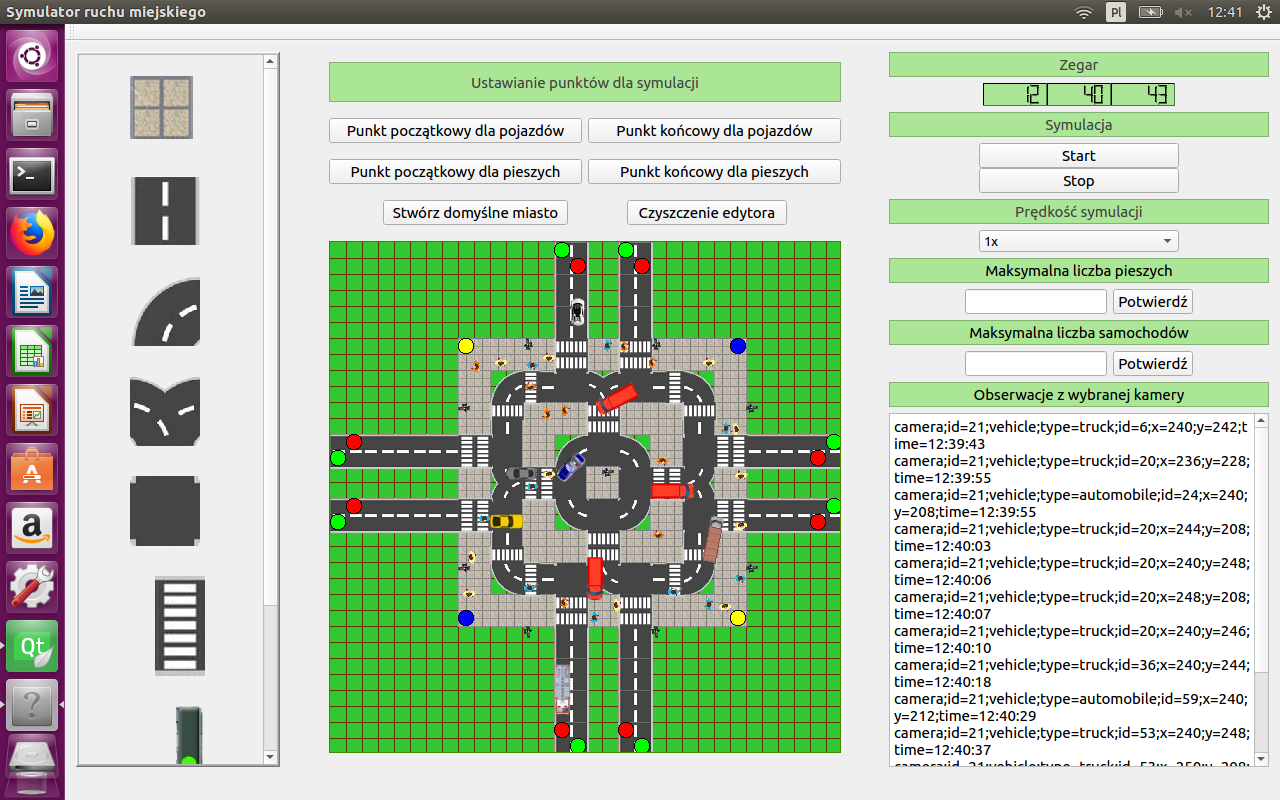 Symulator ruchu miejskiego
Pl
12:41
Ustawianie punktów dla symulacji
Punkt początkowy dla pojazdów
Punkt końcowy dla pojazdów
Punkt początkowy dla pieszych
Punkt końcowy dla pieszych
Stwórz domyślne miasto
Czyszczenie edytora
Zegar
12 40 43
Symulacja
Start
Stop
Prędkość symulacji
1x
Maksymalna liczba pieszych
Potwierdź
Maksymalna liczba samochodów
Potwierdź
Obserwacje z wybranej kamery
camera;id=21;vehicle;type=truck;id=6;x=240;y=242;t
ime=12:39:43
camera;id=21;vehicle;type=truck;id=20;x=236;y=228;
time=12:39:55
camera;id=21;vehicle;type=automobile;id=24;x=240;
y=208;time=12:39:55
camera;id=21;vehicle;type=truck;id=20;x=244;y=208;
time=12:40:03
camera;id=21;vehicle;type=truck;id=20;x=240;y=248;
time=12:40:06
camera;id=21;vehicle;type=truck;id=20;x=248;y=208;
time=12:40:07
camera;id=21;vehicle;type=truck;id=20;x=240;y=246;
time=12:40:10
camera;id=21;vehicle;type=truck;id=36;x=240;y=244;
time=12:40:18
camera;id=21;vehicle;type=automobile;id=59;x=240;
y=212;time=12:40:29
camera;id=21;vehicle;type=truck;id=53;x=240;y=248;
time=12:40:37
Qt